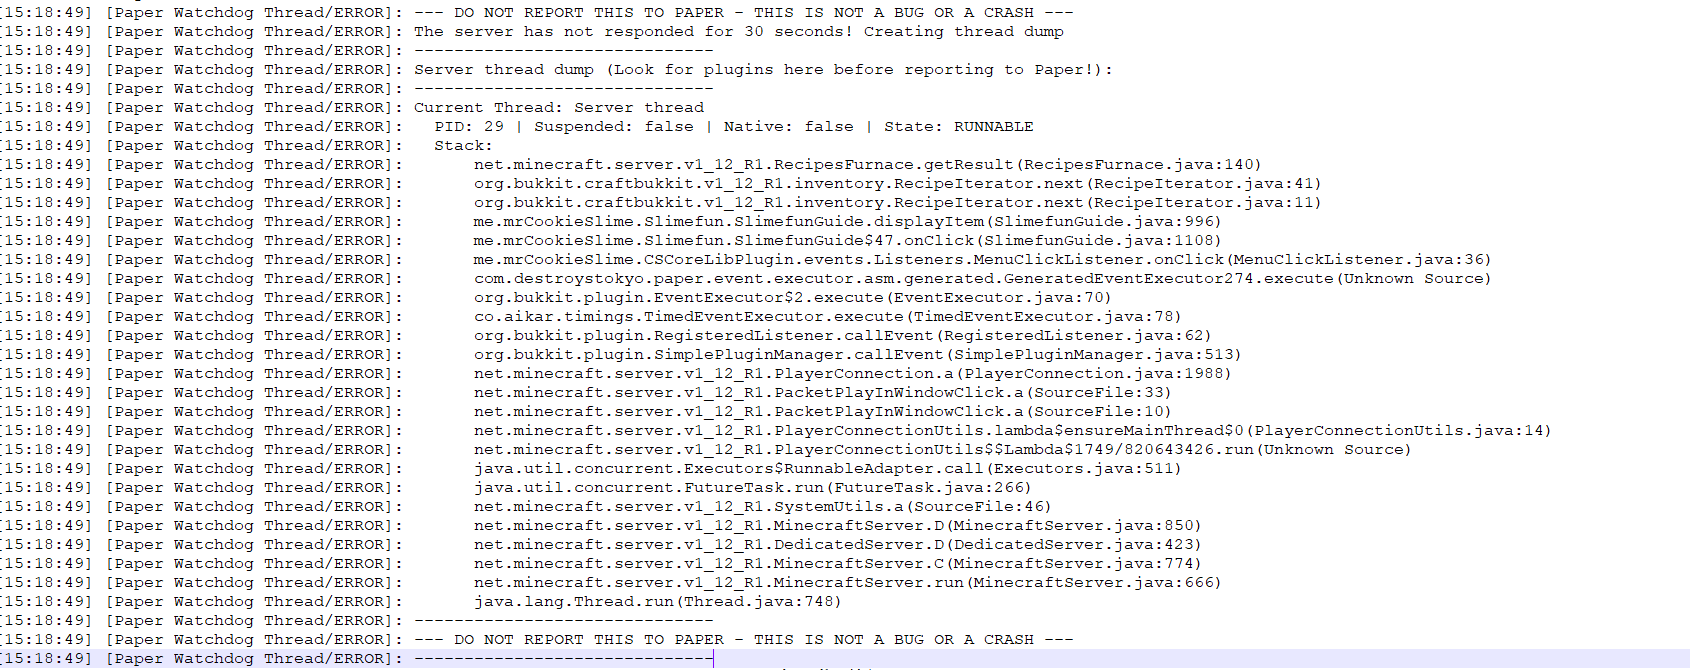 [15:18:49] [Paper Watchdog Thread/ERROR]: --- DO NOT REPORT THIS TO PAPER - THIS IS NOT A BUG OR A CRASH ---
[15:18:49] [Paper Watchdog Thread/ERROR]: The server has not responded for 30 seconds! Creating thread dump
[15:18:49] [Paper Watchdog Thread/ERROR]: ------------------------------
[15:18:49] [Paper Watchdog Thread/ERROR]: Server thread dump (Look for plugins here before reporting to Paper!):
[15:18:49] [Paper Watchdog Thread/ERROR]: ------------------------------
[15:18:49] [Paper Watchdog Thread/ERROR]: Current Thread: Server thread
[15:18:49] [Paper Watchdog Thread/ERROR]:   PID: 29 | Suspended: false | Native: false | State: RUNNABLE
[15:18:49] [Paper Watchdog Thread/ERROR]:   Stack:
[15:18:49] [Paper Watchdog Thread/ERROR]:       net.minecraft.server.v1_12_R1.RecipesFurnace.getResult(RecipesFurnace.java:140)
[15:18:49] [Paper Watchdog Thread/ERROR]:       org.bukkit.craftbukkit.v1_12_R1.inventory.RecipeIterator.next(RecipeIterator.java:41)
[15:18:49] [Paper Watchdog Thread/ERROR]:       org.bukkit.craftbukkit.v1_12_R1.inventory.RecipeIterator.next(RecipeIterator.java:11)
[15:18:49] [Paper Watchdog Thread/ERROR]:       me.mrCookieSlime.Slimefun.SlimefunGuide.displayItem(SlimefunGuide.java:996)
[15:18:49] [Paper Watchdog Thread/ERROR]:       me.mrCookieSlime.Slimefun.SlimefunGuide$47.onClick(SlimefunGuide.java:1108)
[15:18:49] [Paper Watchdog Thread/ERROR]:       me.mrCookieSlime.CSCoreLibPlugin.events.Listeners.MenuClickListener.onClick(MenuClickListener.java:36)
[15:18:49] [Paper Watchdog Thread/ERROR]:       com.destroystokyo.paper.event.executor.asm.generated.GeneratedEventExecutor274.execute(Unknown Source)
[15:18:49] [Paper Watchdog Thread/ERROR]:       org.bukkit.plugin.EventExecutor$2.execute(EventExecutor.java:70)
[15:18:49] [Paper Watchdog Thread/ERROR]:       co.aikar.timings.TimedEventExecutor.execute(TimedEventExecutor.java:78)
[15:18:49] [Paper Watchdog Thread/ERROR]:       org.bukkit.plugin.RegisteredListener.callEvent(RegisteredListener.java:62)
[15:18:49] [Paper Watchdog Thread/ERROR]:       org.bukkit.plugin.SimplePluginManager.callEvent(SimplePluginManager.java:513)
[15:18:49] [Paper Watchdog Thread/ERROR]:       net.minecraft.server.v1_12_R1.PlayerConnection.a(PlayerConnection.java:1988)
[15:18:49] [Paper Watchdog Thread/ERROR]:       net.minecraft.server.v1_12_R1.PacketPlayInWindowClick.a(SourceFile:33)
[15:18:49] [Paper Watchdog Thread/ERROR]:       net.minecraft.server.v1_12_R1.PacketPlayInWindowClick.a(SourceFile:10)
[15:18:49] [Paper Watchdog Thread/ERROR]:       net.minecraft.server.v1_12_R1.PlayerConnectionUtils.lambda$ensureMainThread$0(PlayerConnectionUtils.java:14)
[15:18:49] [Paper Watchdog Thread/ERROR]:       net.minecraft.server.v1_12_R1.PlayerConnectionUtils$$Lambda$1749/820643426.run(Unknown Source)
[15:18:49] [Paper Watchdog Thread/ERROR]:       java.util.concurrent.Executors$RunnableAdapter.call(Executors.java:511)
[15:18:49] [Paper Watchdog Thread/ERROR]:       java.util.concurrent.FutureTask.run(FutureTask.java:266)
[15:18:49] [Paper Watchdog Thread/ERROR]:       net.minecraft.server.v1_12_R1.SystemUtils.a(SourceFile:46)
[15:18:49] [Paper Watchdog Thread/ERROR]:       net.minecraft.server.v1_12_R1.MinecraftServer.D(MinecraftServer.java:850)
[15:18:49] [Paper Watchdog Thread/ERROR]:       net.minecraft.server.v1_12_R1.DedicatedServer.D(DedicatedServer.java:423)
[15:18:49] [Paper Watchdog Thread/ERROR]:       net.minecraft.server.v1_12_R1.MinecraftServer.C(MinecraftServer.java:774)
[15:18:49] [Paper Watchdog Thread/ERROR]:       net.minecraft.server.v1_12_R1.MinecraftServer.run(MinecraftServer.java:666)
[15:18:49] [Paper Watchdog Thread/ERROR]:       java.lang.Thread.run(Thread.java:748)
[15:18:49] [Paper Watchdog Thread/ERROR]: ------------------------------
[15:18:49] [Paper Watchdog Thread/ERROR]: --- DO NOT REPORT THIS TO PAPER - THIS IS NOT A BUG OR A CRASH ---
[15:18:49] [Paper Watchdog Thread/ERROR]: ------------------------------